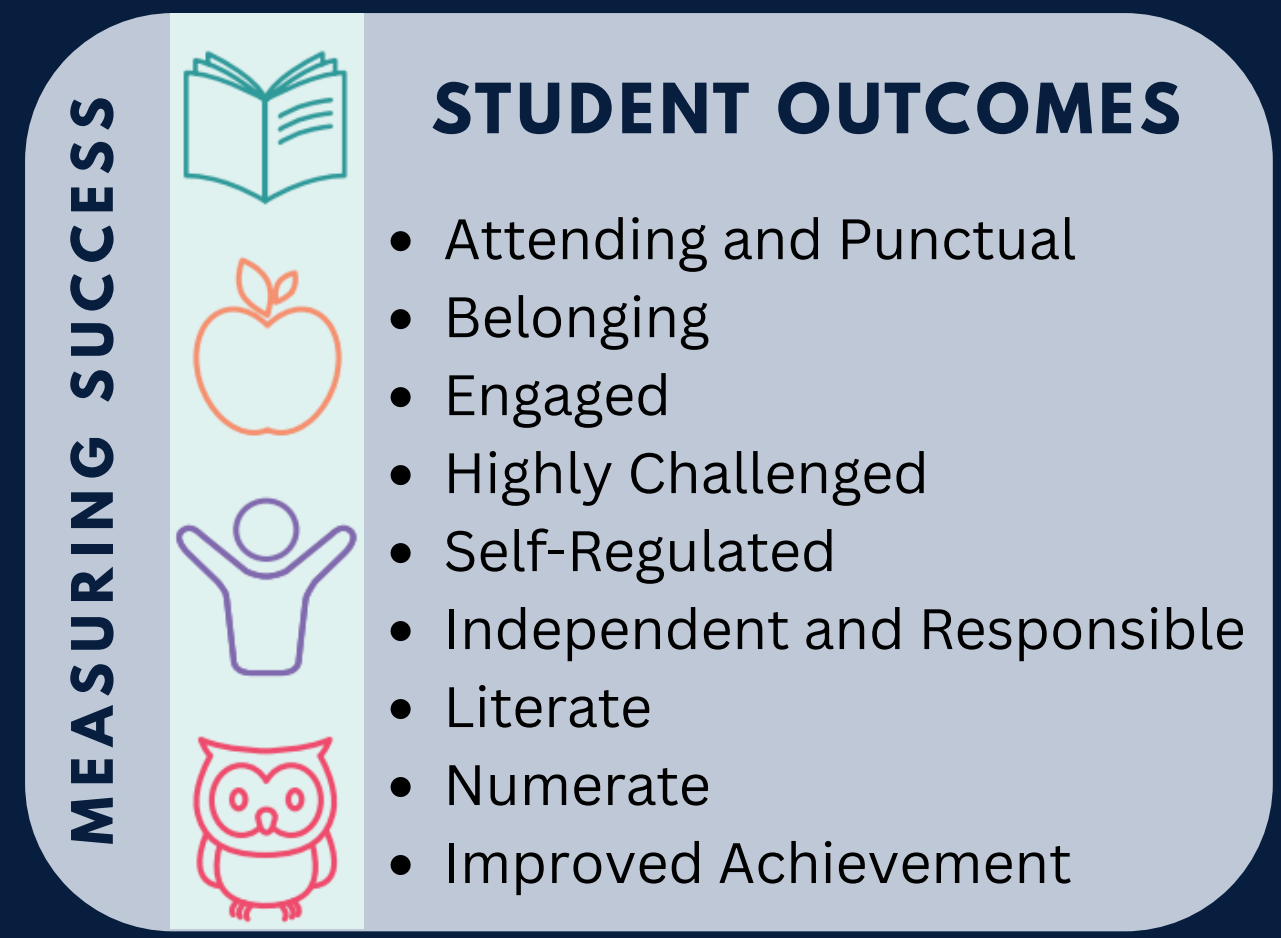 MEASURING SUCCESS
STUDENT OUTCOMES
• Attending and Punctual
• Belonging
• Engaged
• Highly Challenged
• Self-Regulated
• Independent and Responsible
• Literate
• Numerate
• Improved Achievement